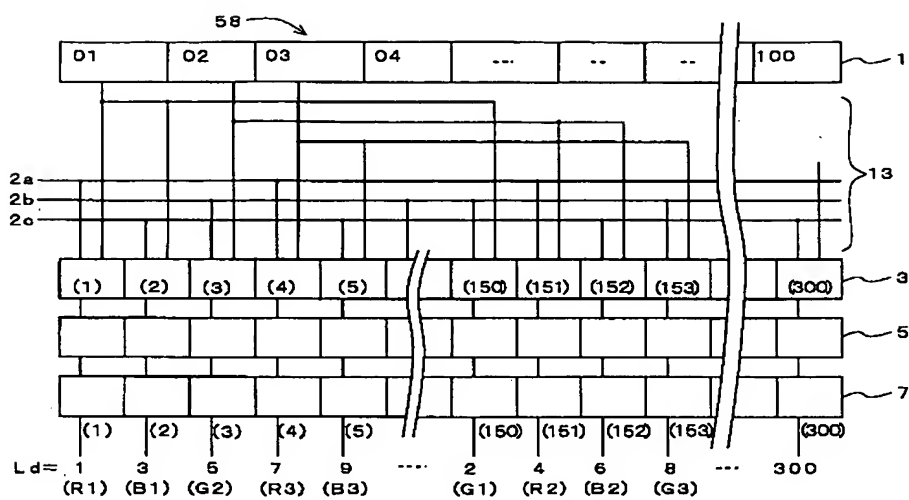 58
01 02 03 04 ---- -- -- 100 1
2a
2b
2c
13
(1) (2) (3) (4) (5) (150) (151) (152) (153) (300) 3
5
7
(1) (2) (3) (4) (5) (150) (151) (152) (153) (300)
Ld= 1 3 5 7 9 ---- 2 4 6 8 --- 300
(R1) (B1) (G2) (R3) (B3) (G1) (R2) (B2) (G3)